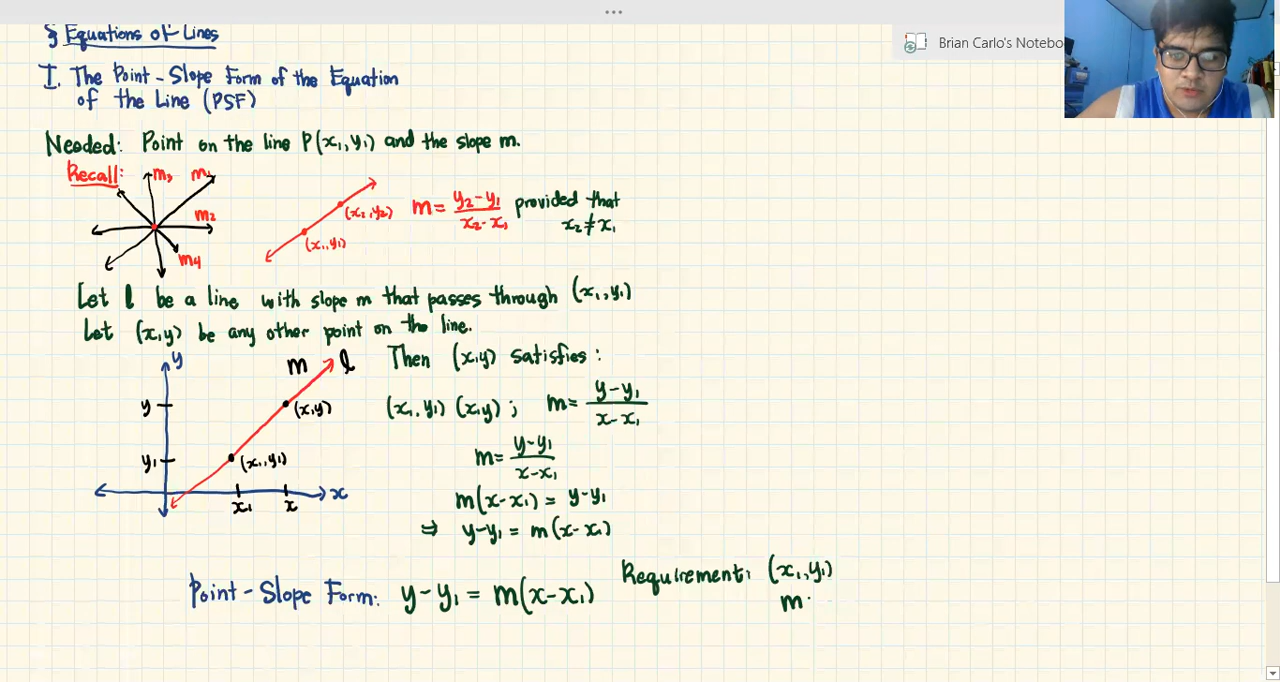 § Equations of Lines
Brian Carlo's Notebo
I. The Point-Slope Form of the Equation
of the Line (PSF)
Needed: Point on the line P(x₁,y₁) and the slope m.
Recall:
m₃
m₁
m₂
m₄
(x₂,y₂)
(x₁,y₁)
m = y₂-y₁ / x₂-x₁ provided that
x₂≠x₁
Let l be a line with slope m that passes through (x₁,y₁)
Let (x,y) be any other point on the line.
y
m l
y
(x,y)
y₁
(x₁,y₁)
x
x₁
x
Then (x,y) satisfies:
(x₁,y₁) (x,y) ; m = y-y₁ / x-x₁
m = y-y₁ / x-x₁
m(x-x₁) = y-y₁
⇒ y-y₁ = m(x-x₁)
Point-Slope Form: y-y₁ = m(x-x₁)
Requirement: (x₁,y₁)
m